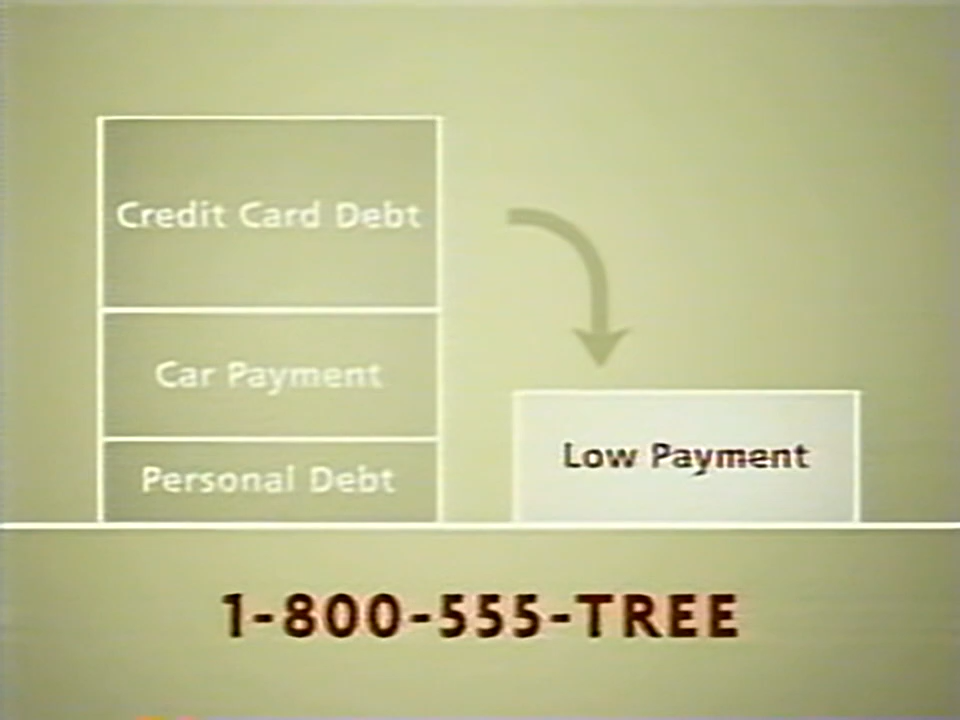 Credit Card Debt
Car Payment
Personal Debt
Low Payment
1-800-555-TREE